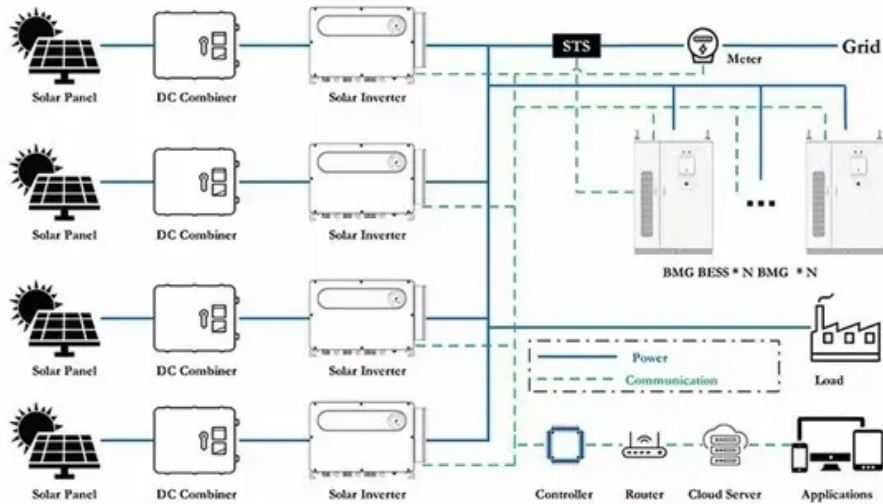 STS
Grid
Meter
Solar Panel
DC Combiner
Solar Inverter
Solar Panel
DC Combiner
Solar Inverter
BMG BESS * N BMG * N
Solar Panel
DC Combiner
Solar Inverter
Power
Communication
Load
Solar Panel
DC Combiner
Solar Inverter
Controller
Router
Cloud Server
Applications